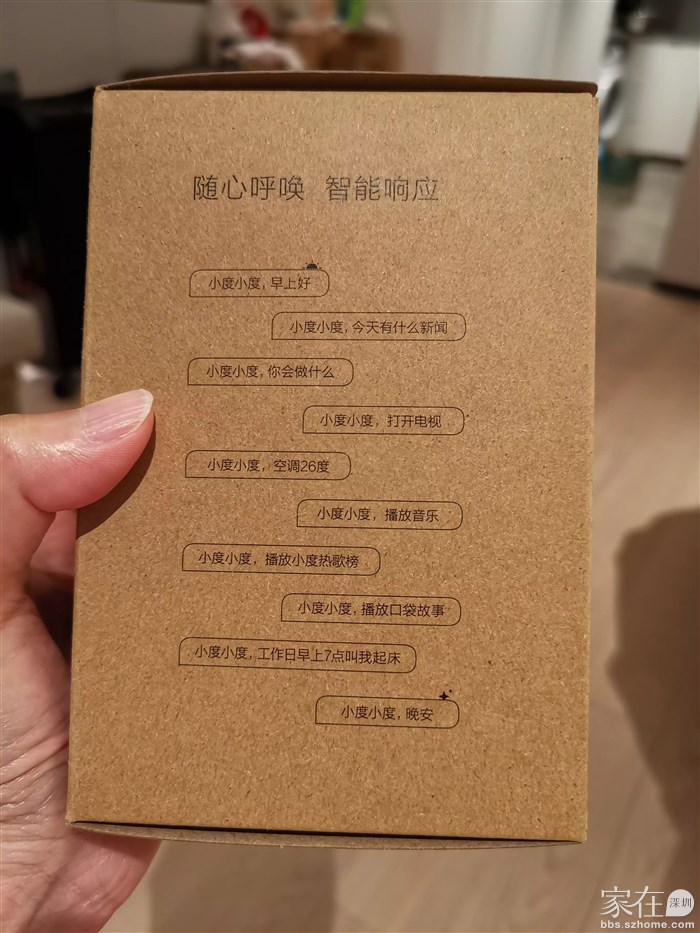 随心呼唤 智能响应
小度小度,早上好
小度小度,今天有什么新闻
小度小度,你会做什么
小度小度,打开电视
小度小度,空调26度
小度小度,播放音乐
小度小度,播放小度热歌榜
小度小度,播放口袋故事
小度小度,工作日早上7点叫我起床
小度小度,晚安
家在深圳
bbs.szhome.com